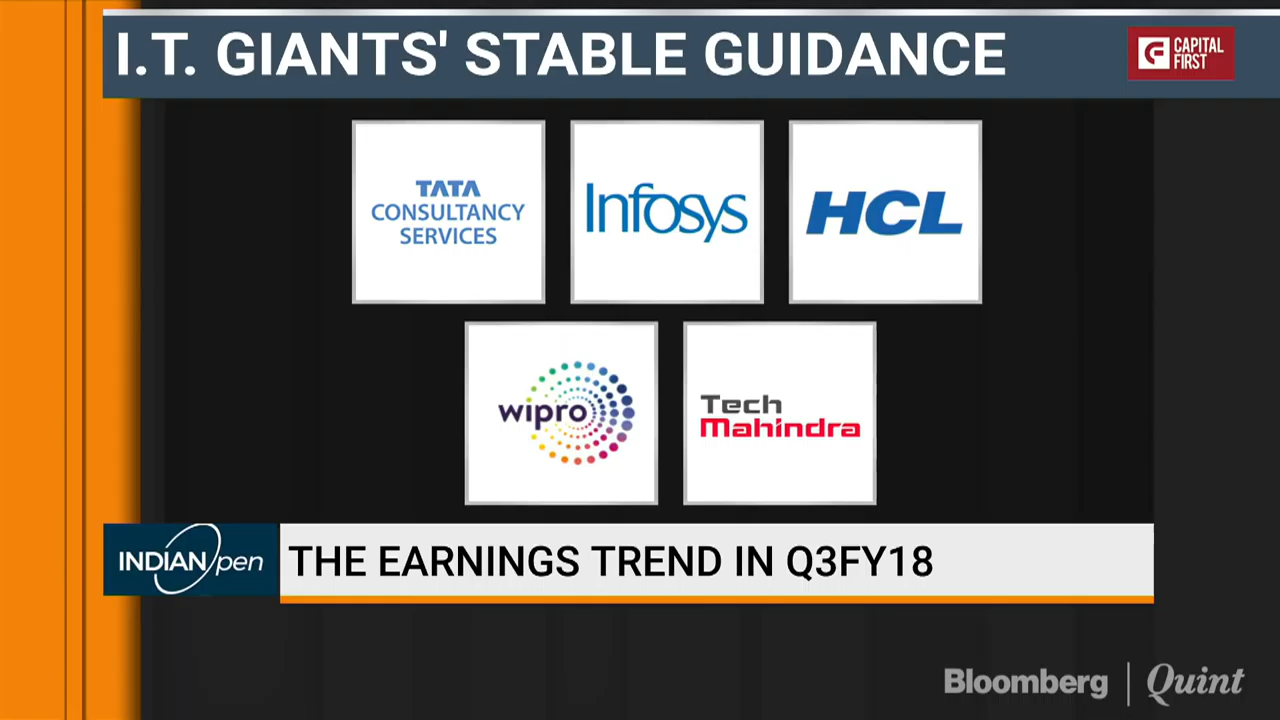 I.T. GIANTS' STABLE GUIDANCE
CAPITAL
FIRST
TATA
CONSULTANCY
SERVICES
Infosys
HCL
wipro
Tech
Mahindra
INDIAN Open
THE EARNINGS TREND IN Q3FY18
Bloomberg | Quint